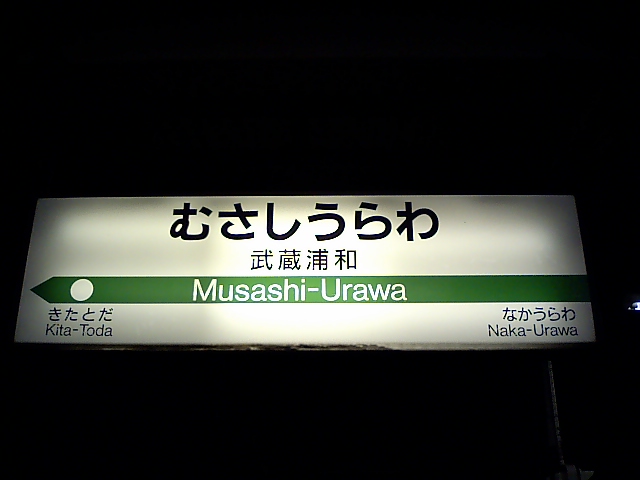 むさしうらわ
武蔵浦和
Musashi-Urawa
きたとだ
Kita-Toda
なかうらわ
Naka-Urawa